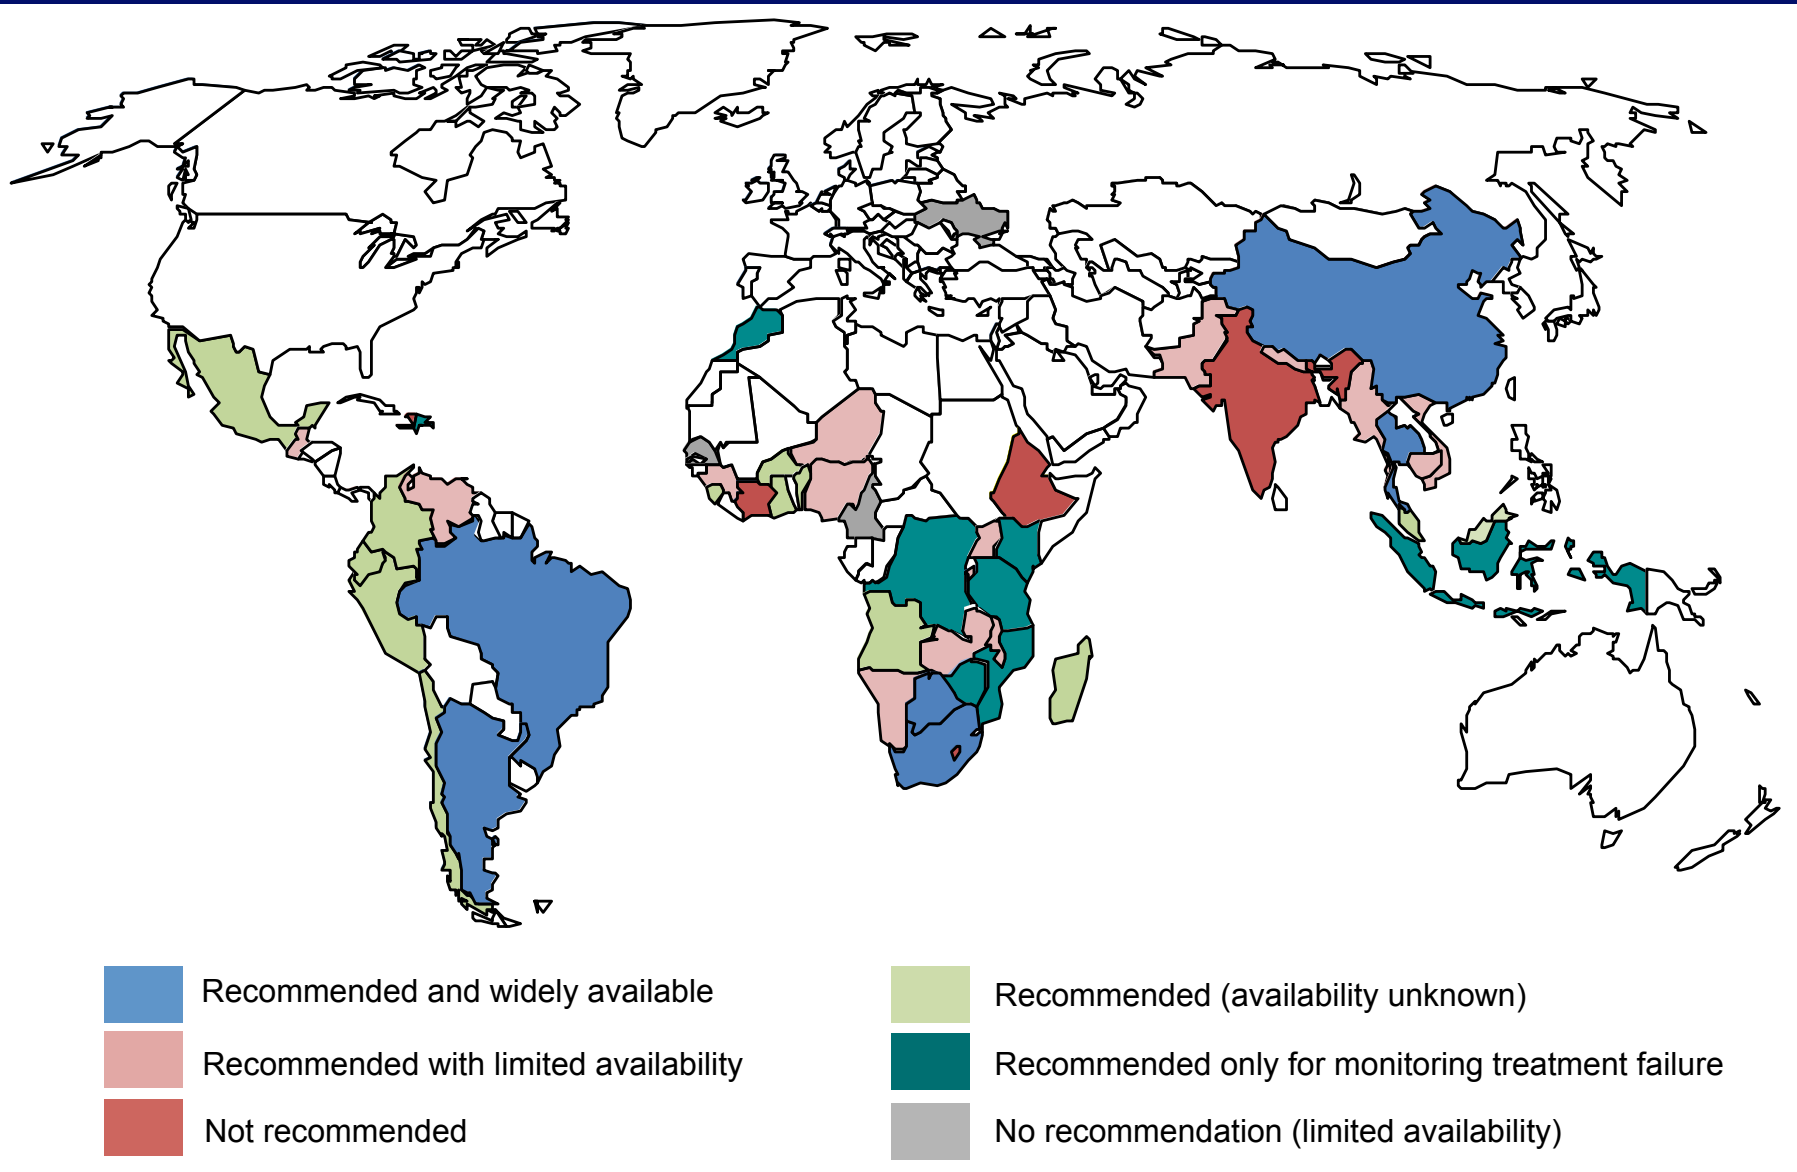 Recommended and widely available
Recommended with limited availability
Not recommended
Recommended (availability unknown)
Recommended only for monitoring treatment failure
No recommendation (limited availability)